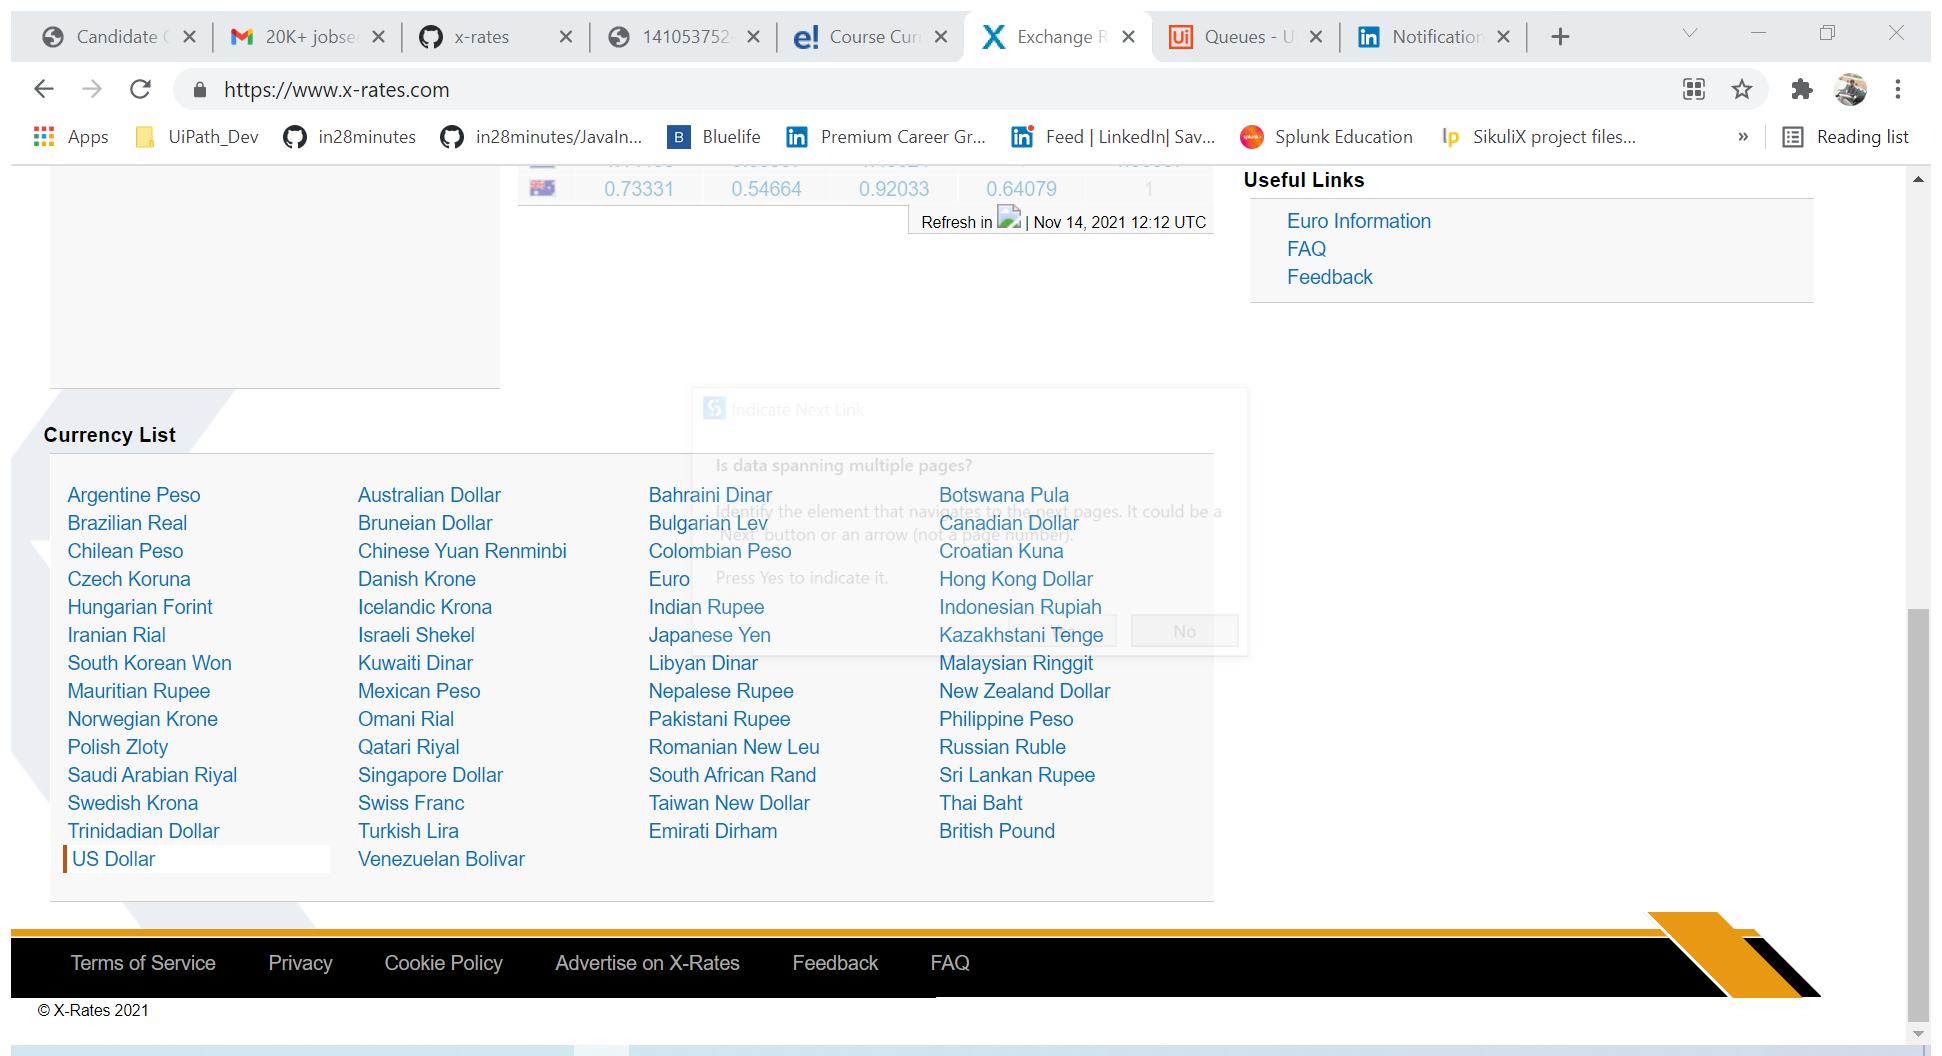 Candidate C
20K+ jobsee
x-rates
141053752-
e! Course Curr
X Exchange R
Ui Queues - U
in Notification
https://www.x-rates.com
Apps
UiPath_Dev
in28minutes
in28minutes/JavaIn...
B Bluelife
in Premium Career Gr...
in Feed | LinkedIn| Sav...
splunk> Splunk Education
lp SikuliX project files...
»
Reading list
0.73331 0.54664 0.92033 0.64079 1
Refresh in | Nov 14, 2021 12:12 UTC
Useful Links
Euro Information
FAQ
Feedback
Indicate Next Link
Is data spanning multiple pages?
Identify the element that navigates to the next pages. It could be a
'Next' button or an arrow (not a page number).
Press Yes to indicate it.
Yes No
Currency List
Argentine Peso Australian Dollar Bahraini Dinar Botswana Pula
Brazilian Real Bruneian Dollar Bulgarian Lev Canadian Dollar
Chilean Peso Chinese Yuan Renminbi Colombian Peso Croatian Kuna
Czech Koruna Danish Krone Euro Hong Kong Dollar
Hungarian Forint Icelandic Krona Indian Rupee Indonesian Rupiah
Iranian Rial Israeli Shekel Japanese Yen Kazakhstani Tenge
South Korean Won Kuwaiti Dinar Libyan Dinar Malaysian Ringgit
Mauritian Rupee Mexican Peso Nepalese Rupee New Zealand Dollar
Norwegian Krone Omani Rial Pakistani Rupee Philippine Peso
Polish Zloty Qatari Riyal Romanian New Leu Russian Ruble
Saudi Arabian Riyal Singapore Dollar South African Rand Sri Lankan Rupee
Swedish Krona Swiss Franc Taiwan New Dollar Thai Baht
Trinidadian Dollar Turkish Lira Emirati Dirham British Pound
US Dollar Venezuelan Bolivar
Terms of Service Privacy Cookie Policy Advertise on X-Rates Feedback FAQ
© X-Rates 2021